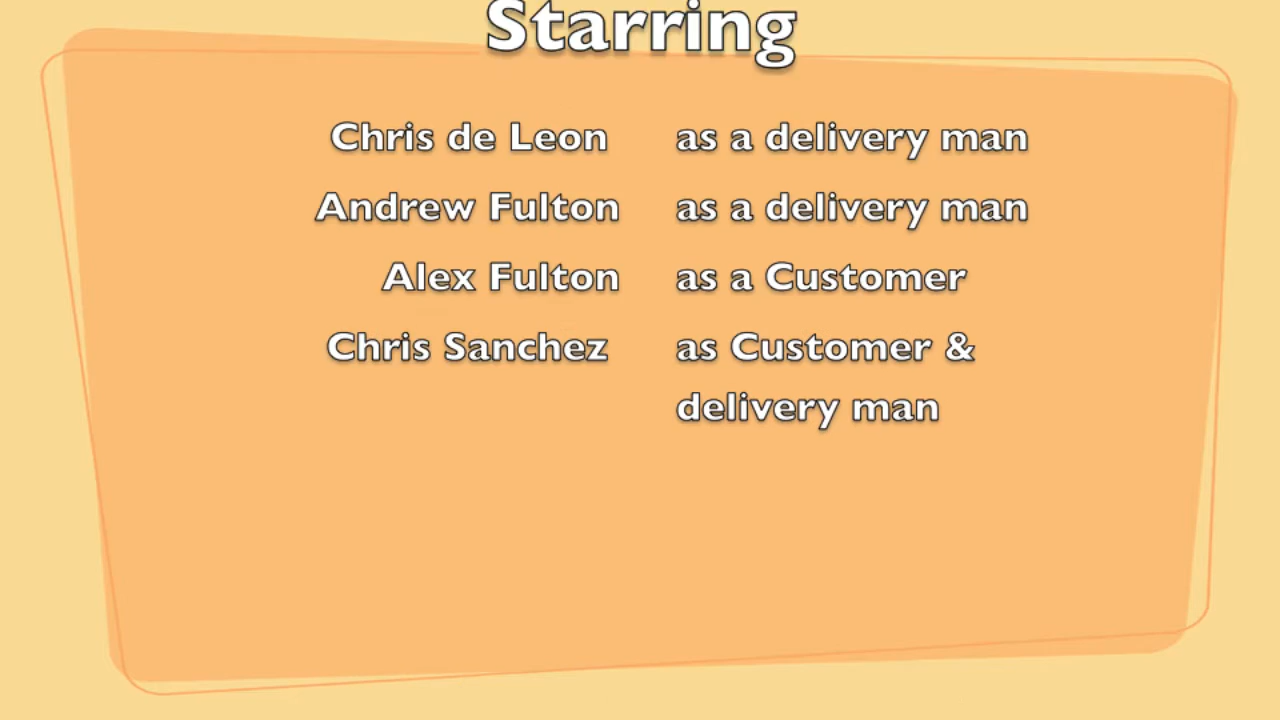 Starring
Chris de Leon as a delivery man
Andrew Fulton as a delivery man
Alex Fulton as a Customer
Chris Sanchez as Customer &
delivery man